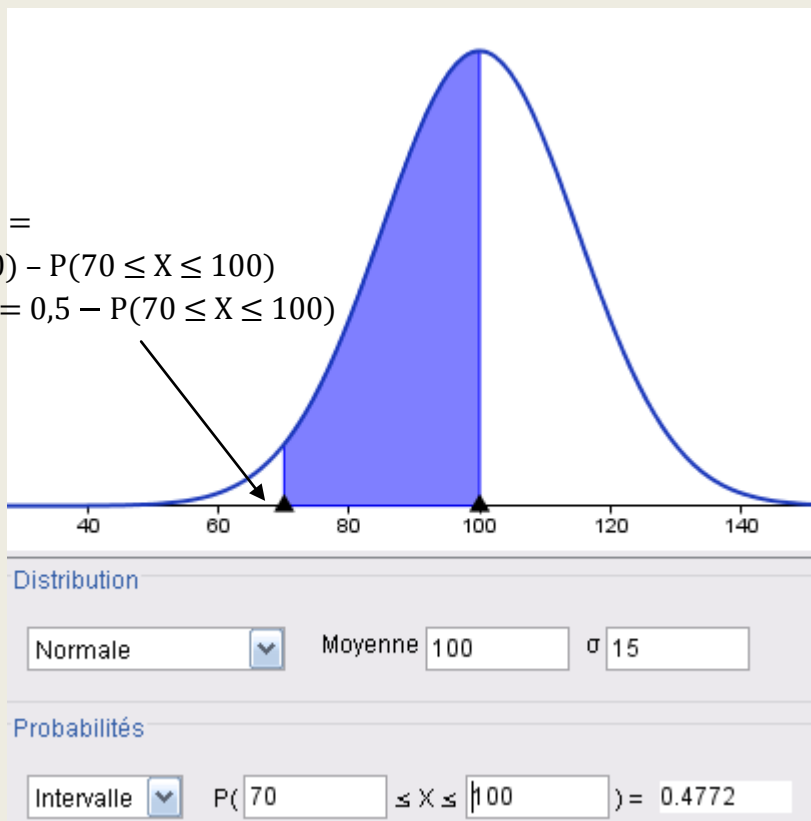 =
) – P(70 ≤ X ≤ 100)
= 0,5 − P(70 ≤ X ≤ 100)
40 60 80 100 120 140
Distribution
Normale Moyenne 100 σ 15
Probabilités
Intervalle P( 70 ≤ X ≤ 100 ) = 0.4772